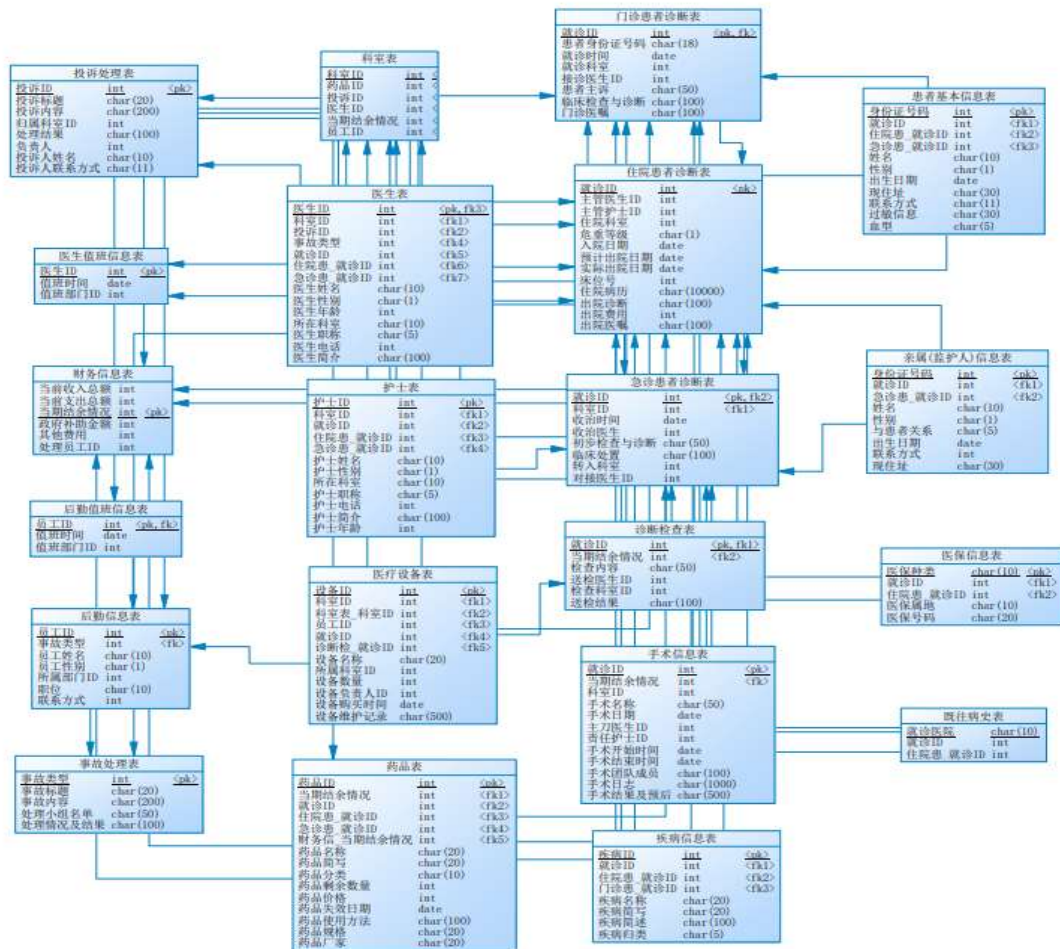 门诊患者诊断表
就诊ID int <pk,fk>
患者身份证号码 char(18)
就诊时间 date
就诊科室 int
接诊医生ID int
患者主诉 char(50)
临床检查与诊断 char(100)
门诊医嘱 char(100)
科室表
科室ID int <
药品ID int <
投诉ID int <
医生ID int <
当期结余情况 int <
员工ID int <
投诉处理表
投诉ID int <pk>
投诉标题 char(20)
投诉内容 char(200)
归属科室ID int
处理结果 char(100)
负责人 int
投诉人姓名 char(10)
投诉人联系方式 char(11)
患者基本信息表
身份证号码 int <pk>
就诊ID int <fk1>
住院患_就诊ID int <fk2>
急诊患_就诊ID int <fk3>
姓名 char(10)
性别 char(1)
出生日期 date
现住址 char(30)
联系方式 char(11)
过敏信息 char(30)
血型 char(5)
住院患者诊断表
就诊ID int <pk>
主管医生ID int
主管护士ID int
住院科室 int
危重等级 char(1)
入院日期 date
预计出院日期 date
实际出院日期 date
床位号 int
住院病历 char(10000)
出院诊断 char(100)
出院费用 int
出院医嘱 char(100)
医生表
医生ID int <pk,fk3>
科室ID int <fk1>
投诉ID int <fk2>
事故类型 int <fk4>
就诊ID int <fk5>
住院患_就诊ID int <fk6>
急诊患_就诊ID int <fk7>
医生姓名 char(10)
医生性别 char(1)
医生年龄 int
所在科室 char(10)
医生职称 char(5)
医生电话 int
医生简介 char(100)
医生值班信息表
医生ID int <pk>
值班时间 date
值班部门ID int
财务信息表
当前收入总额 int
当前支出总额 int
当期结余情况 int <pk>
政府补助金额 int
其他费用 int
处理员工ID int
护士表
护士ID int <pk>
科室ID int <fk1>
就诊ID int <fk2>
住院患_就诊ID int <fk3>
急诊患_就诊ID int <fk4>
护士姓名 char(10)
护士性别 char(1)
所在科室 char(10)
护士职称 char(5)
护士电话 int
护士简介 char(100)
护士年龄 int
急诊患者诊断表
就诊ID int <pk,fk2>
科室ID int <fk1>
收治时间 date
收治医生 int
初步检查与诊断 char(50)
临床处置 char(100)
转入科室 int
对接医生ID int
亲属(监护人)信息表
身份证号码 int <pk>
就诊ID int <fk1>
急诊患_就诊ID int <fk2>
姓名 char(10)
性别 char(1)
与患者关系 char(5)
出生日期 date
联系方式 int
现住址 char(30)
后勤值班信息表
员工ID int <pk,fk>
值班时间 date
值班部门ID int
诊断检查表
就诊ID int <pk,fk1>
当期结余情况 int <fk2>
检查内容 char(50)
送检医生ID int
检查科室ID int
送检结果 char(100)
医保信息表
医保种类 char(10) <pk>
就诊ID int <fk1>
住院患_就诊ID int <fk2>
医保属地 char(10)
医保号码 char(20)
医疗设备表
设备ID int <pk>
科室ID int <fk1>
科室表_科室ID int <fk2>
员工ID int <fk3>
就诊ID int <fk4>
诊断检_就诊ID int <fk5>
设备名称 char(20)
所属科室ID int
设备数量 int
设备负责人ID int
设备购买时间 date
设备维护记录 char(500)
后勤信息表
员工ID int <pk>
事故类型 int <fk>
员工姓名 char(10)
员工性别 char(1)
所属部门ID int
职位 char(10)
联系方式 int
手术信息表
就诊ID int <pk>
当期结余情况 int <fk>
科室ID int
手术名称 char(50)
手术日期 date
主刀医生ID int
责任护士ID int
手术开始时间 date
手术结束时间 date
手术团队成员 char(100)
手术日志 char(1000)
手术结果及预后 char(500)
既往病史表
就诊医院 char(10)
就诊ID int
住院患_就诊ID int
事故处理表
事故类型 int <pk>
事故标题 char(20)
事故内容 char(200)
处理小组名单 char(50)
处理情况及结果 char(100)
药品表
药品ID int <pk>
当期结余情况 int <fk1>
就诊ID int <fk2>
住院患_就诊ID int <fk3>
急诊患_就诊ID int <fk4>
财务信_当期结余情况 int <fk5>
药品名称 char(20)
药品简写 char(20)
药品分类 char(10)
药品剩余数量 int
药品价格 int
药品失效日期 date
药品使用方法 char(100)
药品规格 char(20)
药品厂家 char(20)
疾病信息表
疾病ID int <pk>
就诊ID int <fk1>
住院患_就诊ID int <fk2>
门诊患_就诊ID int <fk3>
疾病名称 char(20)
疾病简写 char(20)
疾病简述 char(100)
疾病归类 char(5)